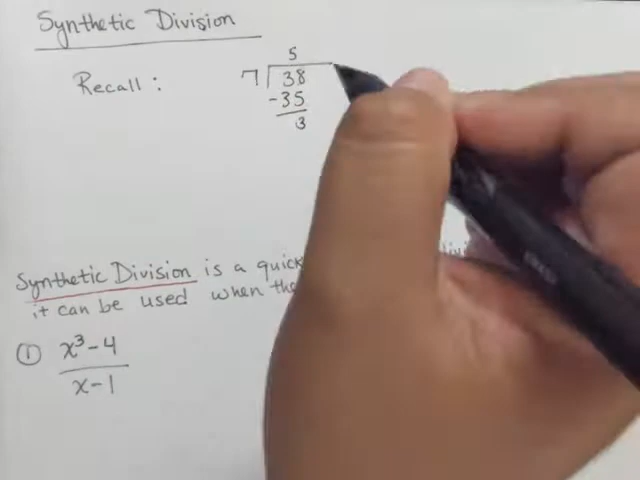 Synthetic Division
5
Recall: 7 38
-35
3
Synthetic Division is a quick
it can be used when the
① x³-4
x-1